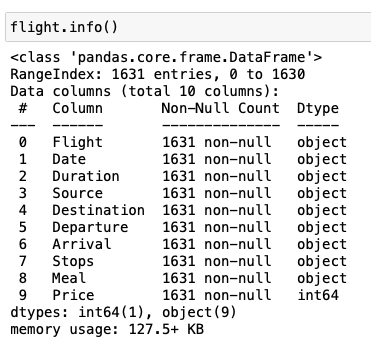 flight.info()
<class 'pandas.core.frame.DataFrame'>
RangeIndex: 1631 entries, 0 to 1630
Data columns (total 10 columns):
 #   Column       Non-Null Count  Dtype
---  ------       --------------  -----
 0   Flight       1631 non-null   object
 1   Date         1631 non-null   object
 2   Duration     1631 non-null   object
 3   Source       1631 non-null   object
 4   Destination  1631 non-null   object
 5   Departure    1631 non-null   object
 6   Arrival      1631 non-null   object
 7   Stops        1631 non-null   object
 8   Meal         1631 non-null   object
 9   Price        1631 non-null   int64
dtypes: int64(1), object(9)
memory usage: 127.5+ KB